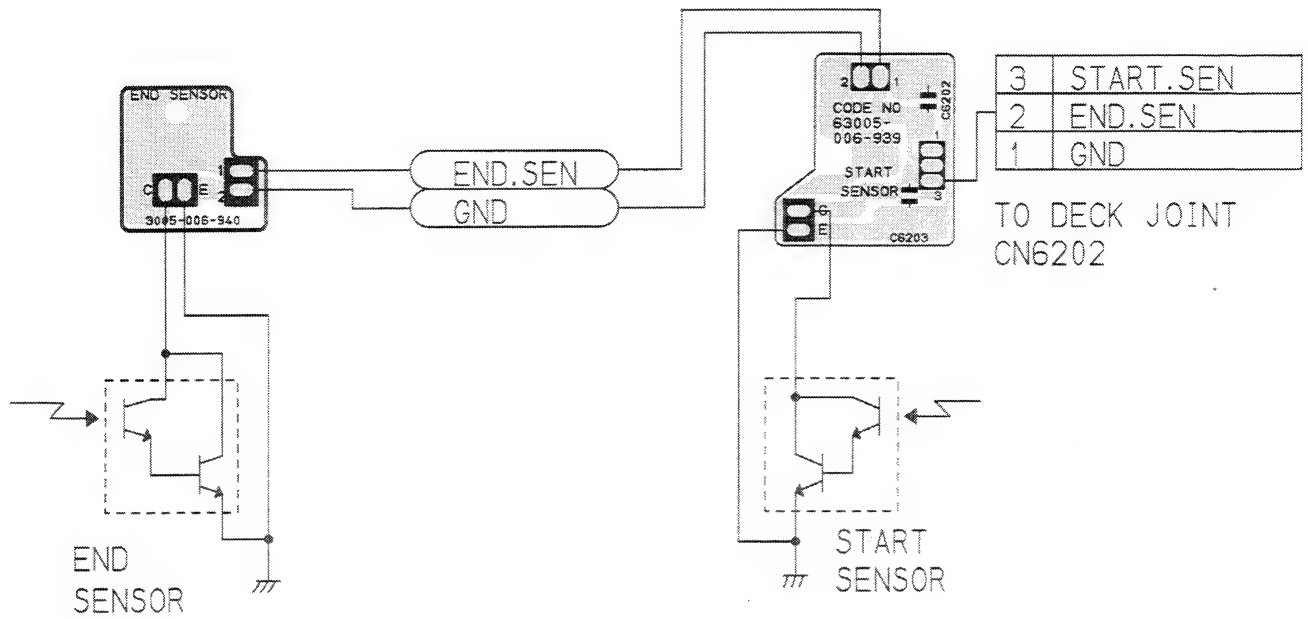 END SENSOR
1
2
C E
3005-006-940
END.SEN
GND
2 1
CODE NO
63005-
006-939
C6202
1
START
SENSOR
3
E
C6203
3 START.SEN
2 END.SEN
1 GND
TO DECK JOINT
CN6202
END
SENSOR
START
SENSOR